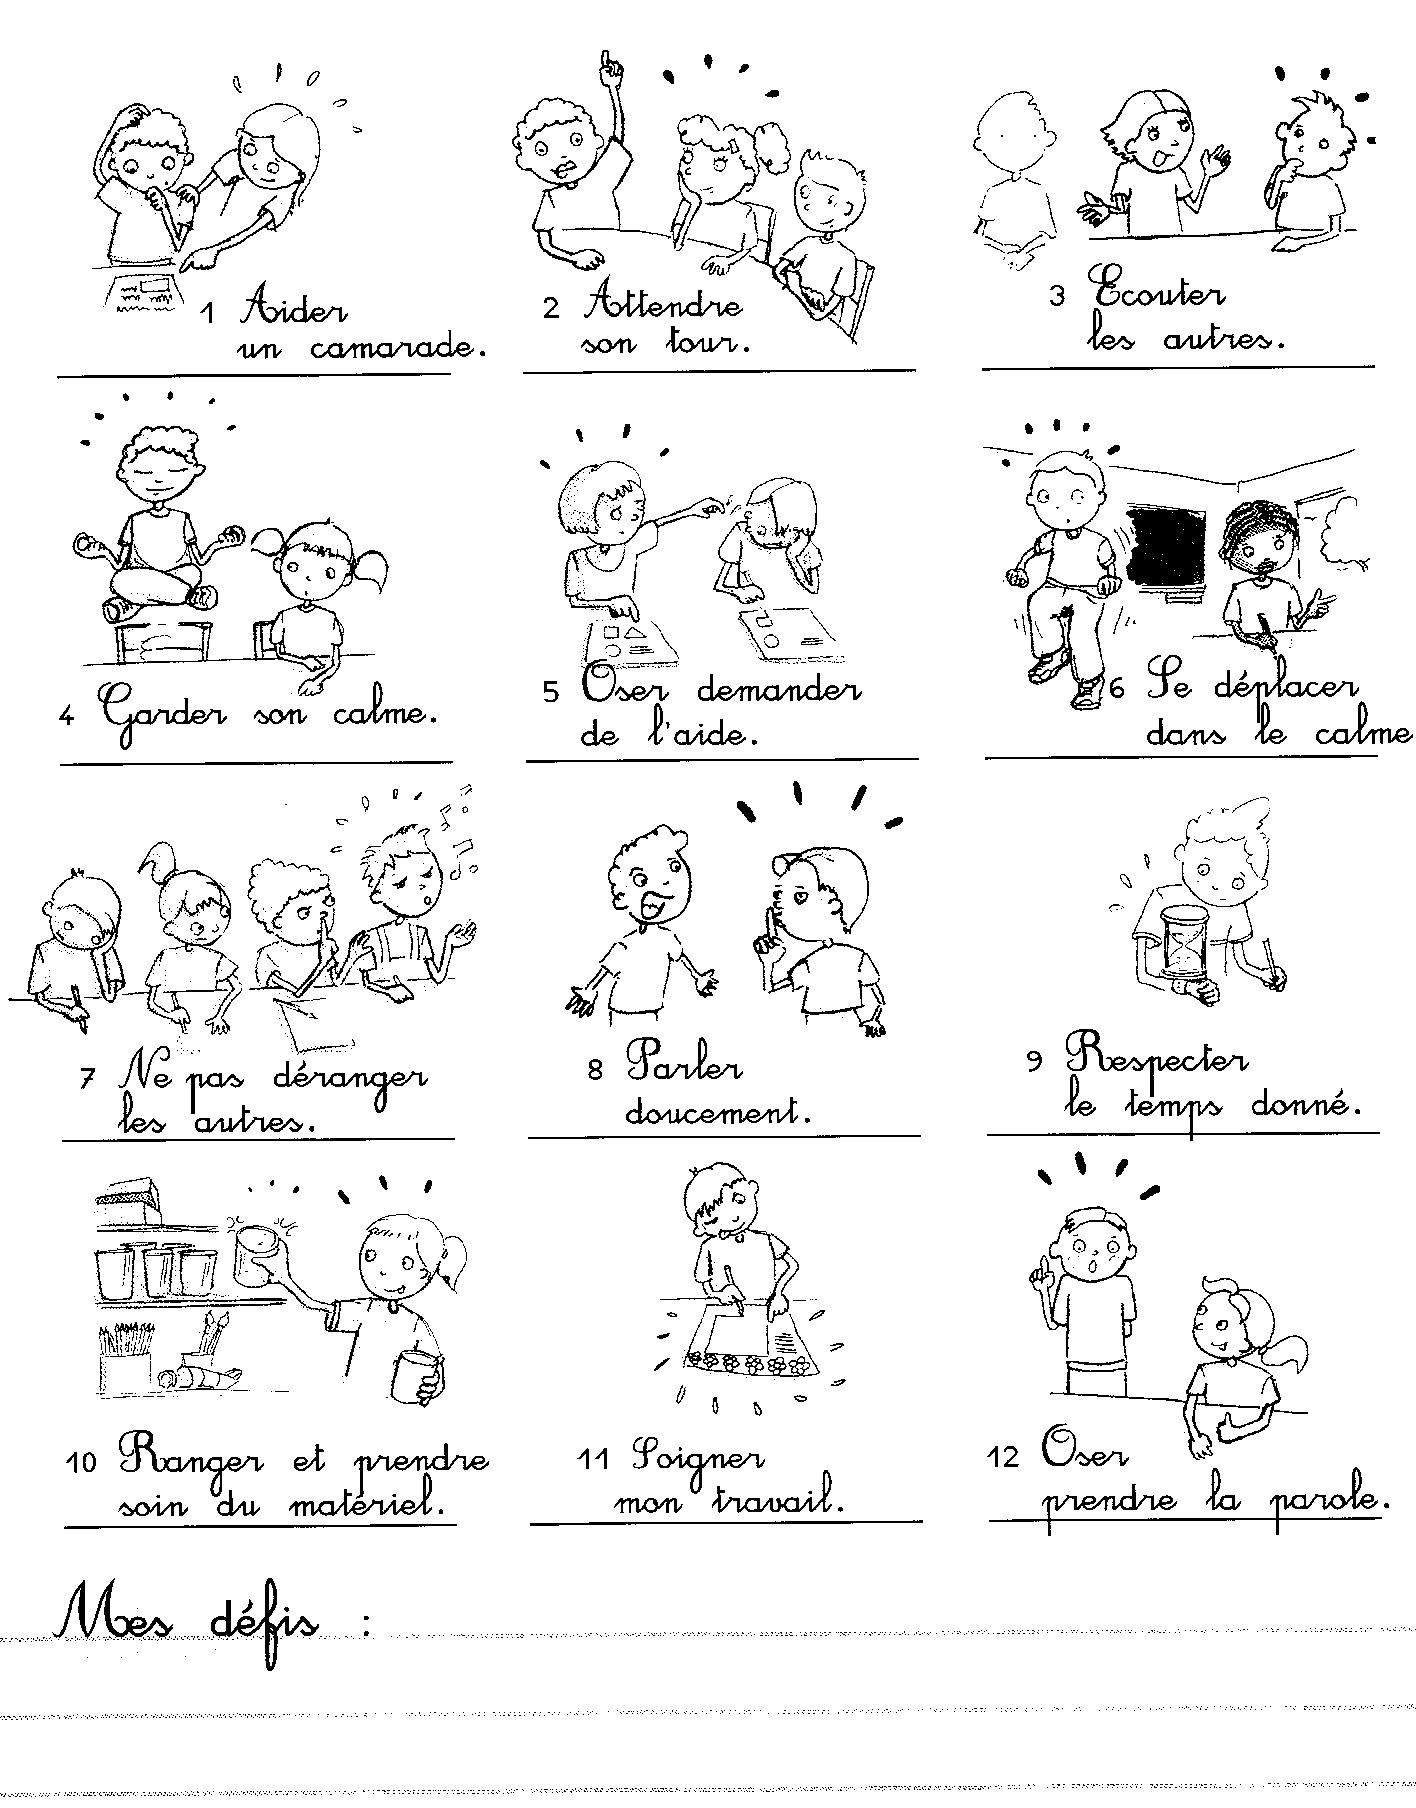 1 Aider
un camarade.
2 Attendre
son tour.
3 Ecouter
les autres.
4 Garder son calme.
5 Oser demander
de l'aide.
6 Se déplacer
dans le calme
7 Ne pas déranger
les autres.
8 Parler
doucement.
9 Respecter
le temps donné.
10 Ranger et prendre
soin du matériel.
11 Soigner
mon travail.
12 Oser
prendre la parole.
Mes défis :